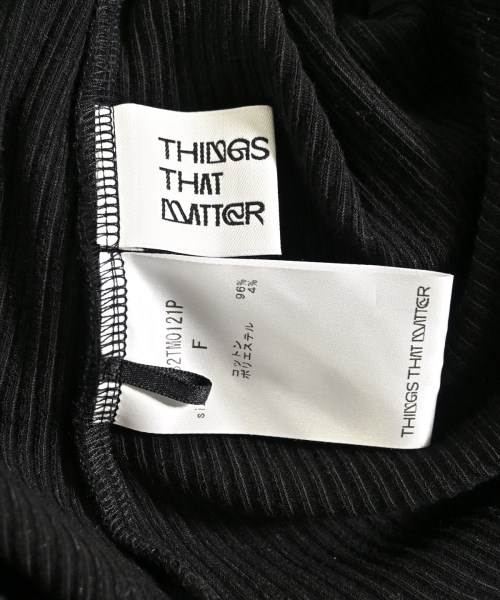 THINGS
THAT
MATTER
2TM0121P
F
コットン 96%
ポリエステル 4%
THINGS THAT MATTER